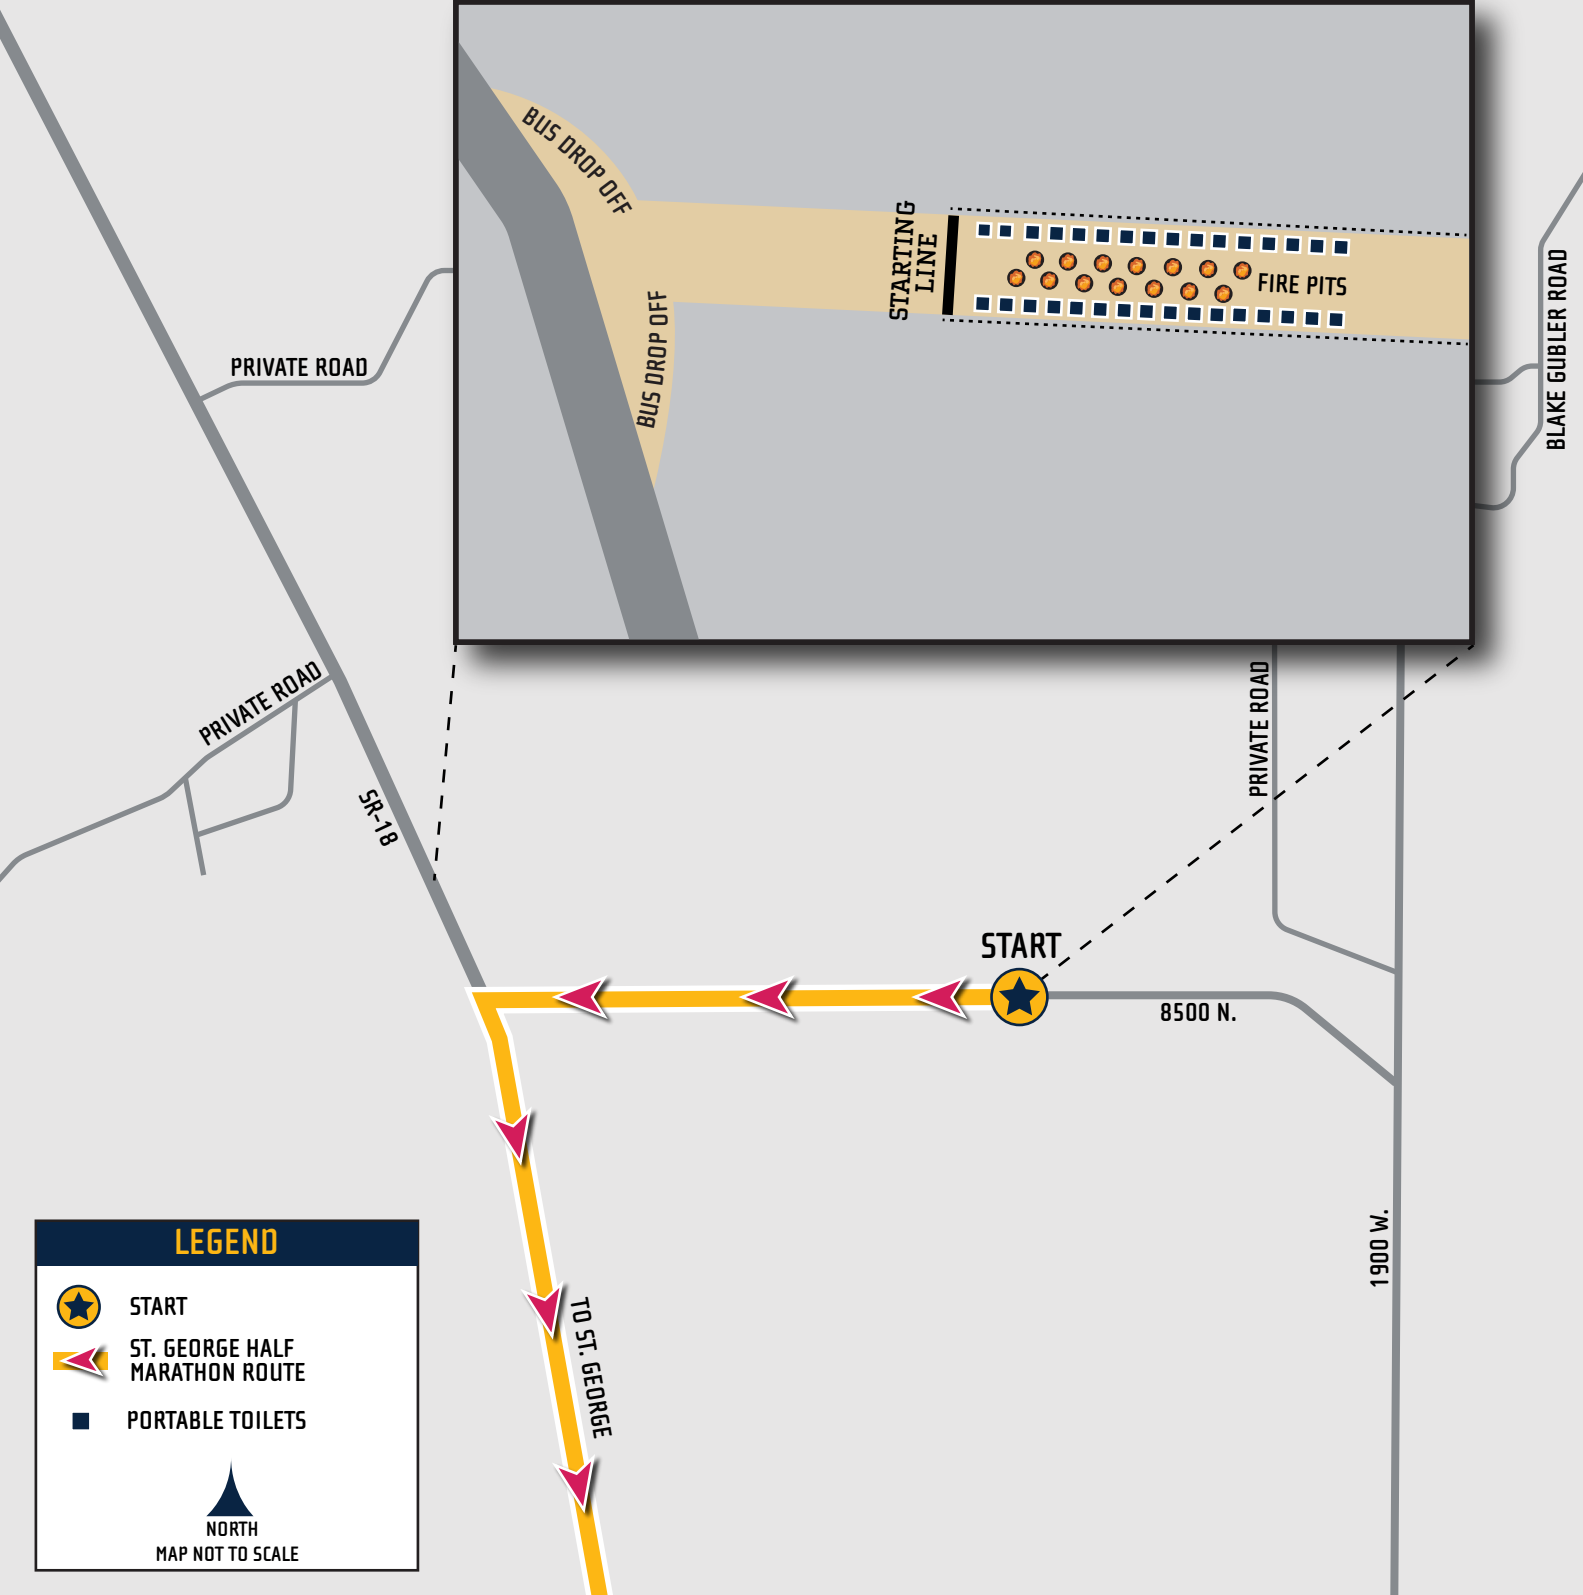 BUS DROP OFF
STARTING
LINE
FIRE PITS
BUS DROP OFF
BLAKE GUBLER ROAD
PRIVATE ROAD
PRIVATE ROAD
PRIVATE ROAD
SR-18
START
8500 N.
1900 W.
TO ST. GEORGE
LEGEND
START
ST. GEORGE HALF
MARATHON ROUTE
PORTABLE TOILETS
NORTH
MAP NOT TO SCALE